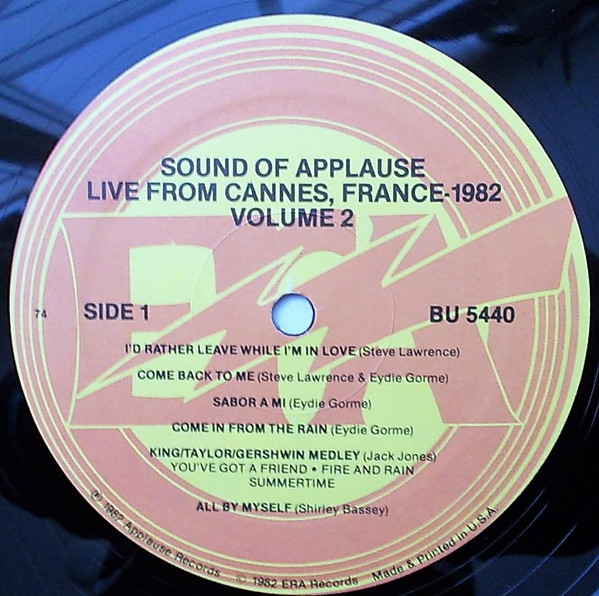 SOUND OF APPLAUSE
LIVE FROM CANNES, FRANCE-1982
VOLUME 2
ERA
74
SIDE 1
BU 5440
I'D RATHER LEAVE WHILE I'M IN LOVE (Steve Lawrence)
COME BACK TO ME (Steve Lawrence & Eydie Gorme)
SABOR A MI (Eydie Gorme)
COME IN FROM THE RAIN (Eydie Gorme)
KING/TAYLOR/GERSHWIN MEDLEY (Jack Jones)
YOU'VE GOT A FRIEND • FIRE AND RAIN
SUMMERTIME
ALL BY MYSELF (Shirley Bassey)
℗ 1982 Applause Records © 1982 ERA Records Made & Printed in U.S.A.